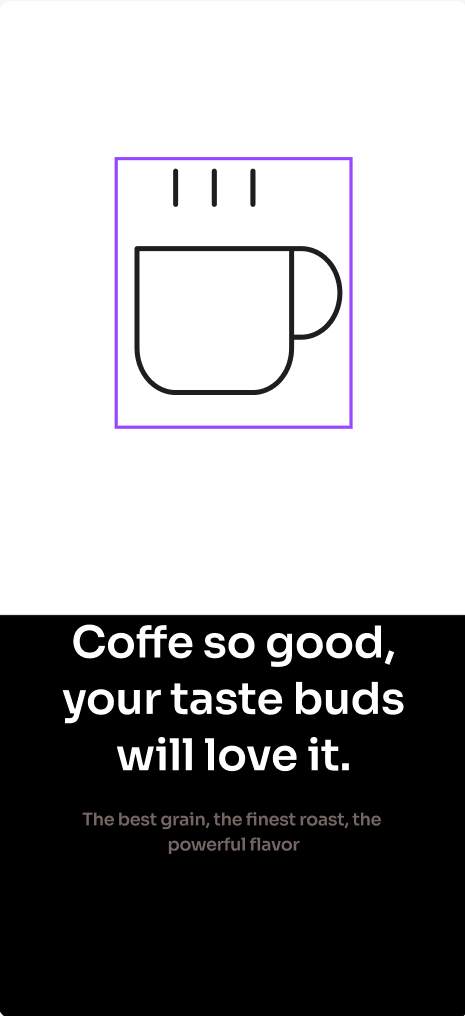 Coffe so good,
your taste buds
will love it.
The best grain, the finest roast, the
powerful flavor